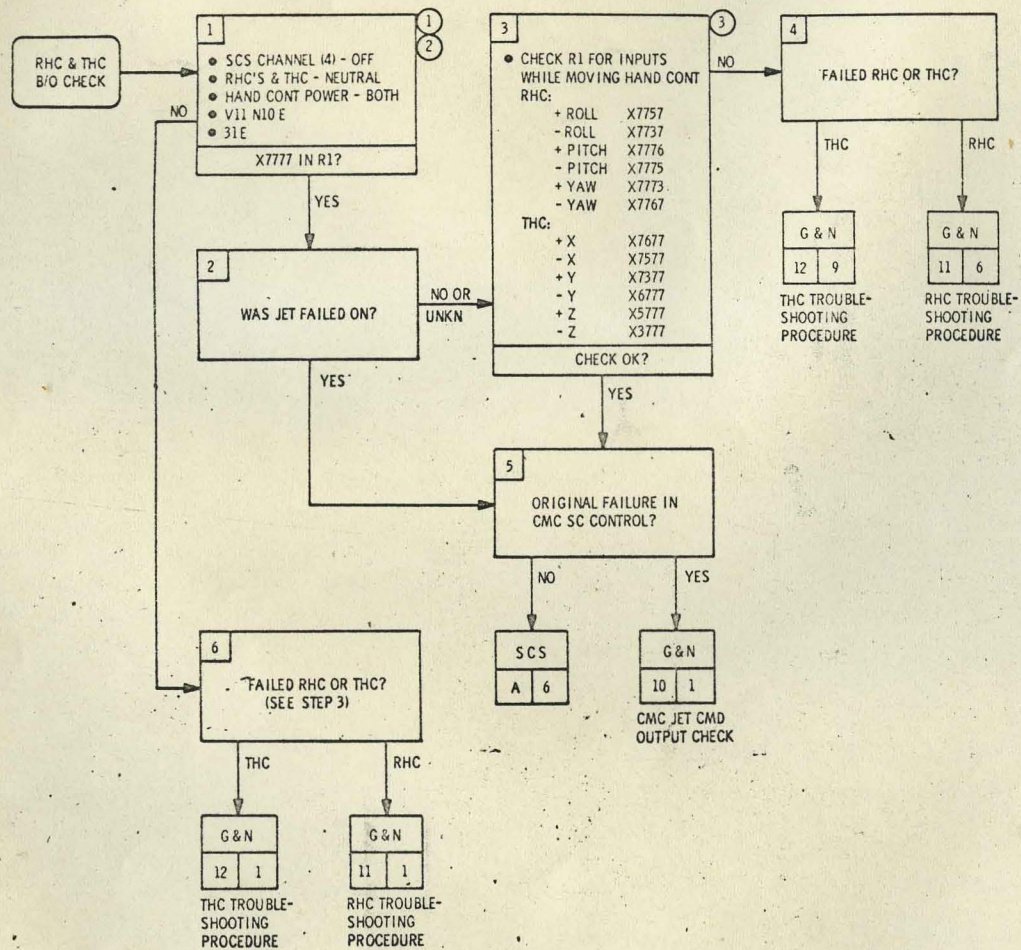 RHC & THC
B/O CHECK
1
1
2
• SCS CHANNEL (4) - OFF
• RHC'S & THC - NEUTRAL
• HAND CONT POWER - BOTH
• V11 N10 E
• 31E
X7777 IN R1?
NO
YES
2
WAS JET FAILED ON?
NO OR
UNKN
YES
3
3
• CHECK R1 FOR INPUTS
WHILE MOVING HAND CONT
RHC:
+ ROLL X7757
- ROLL X7737
+ PITCH X7776
- PITCH X7775
+ YAW X7773
- YAW X7767
THC:
+ X X7677
- X X7577
+ Y X7377
- Y X6777
+ Z X5777
- Z X3777
CHECK OK?
NO
YES
4
FAILED RHC OR THC?
THC
RHC
G & N
12 9
THC TROUBLE-
SHOOTING
PROCEDURE
G & N
11 6
RHC TROUBLE-
SHOOTING
PROCEDURE
5
ORIGINAL FAILURE IN
CMC SC CONTROL?
NO
YES
SCS
A 6
G&N
10 1
CMC JET CMD
OUTPUT CHECK
6
FAILED RHC OR THC?
(SEE STEP 3)
THC
RHC
G&N
12 1
THC TROUBLE-
SHOOTING
PROCEDURE
G&N
11 1
RHC TROUBLE-
SHOOTING
PROCEDURE